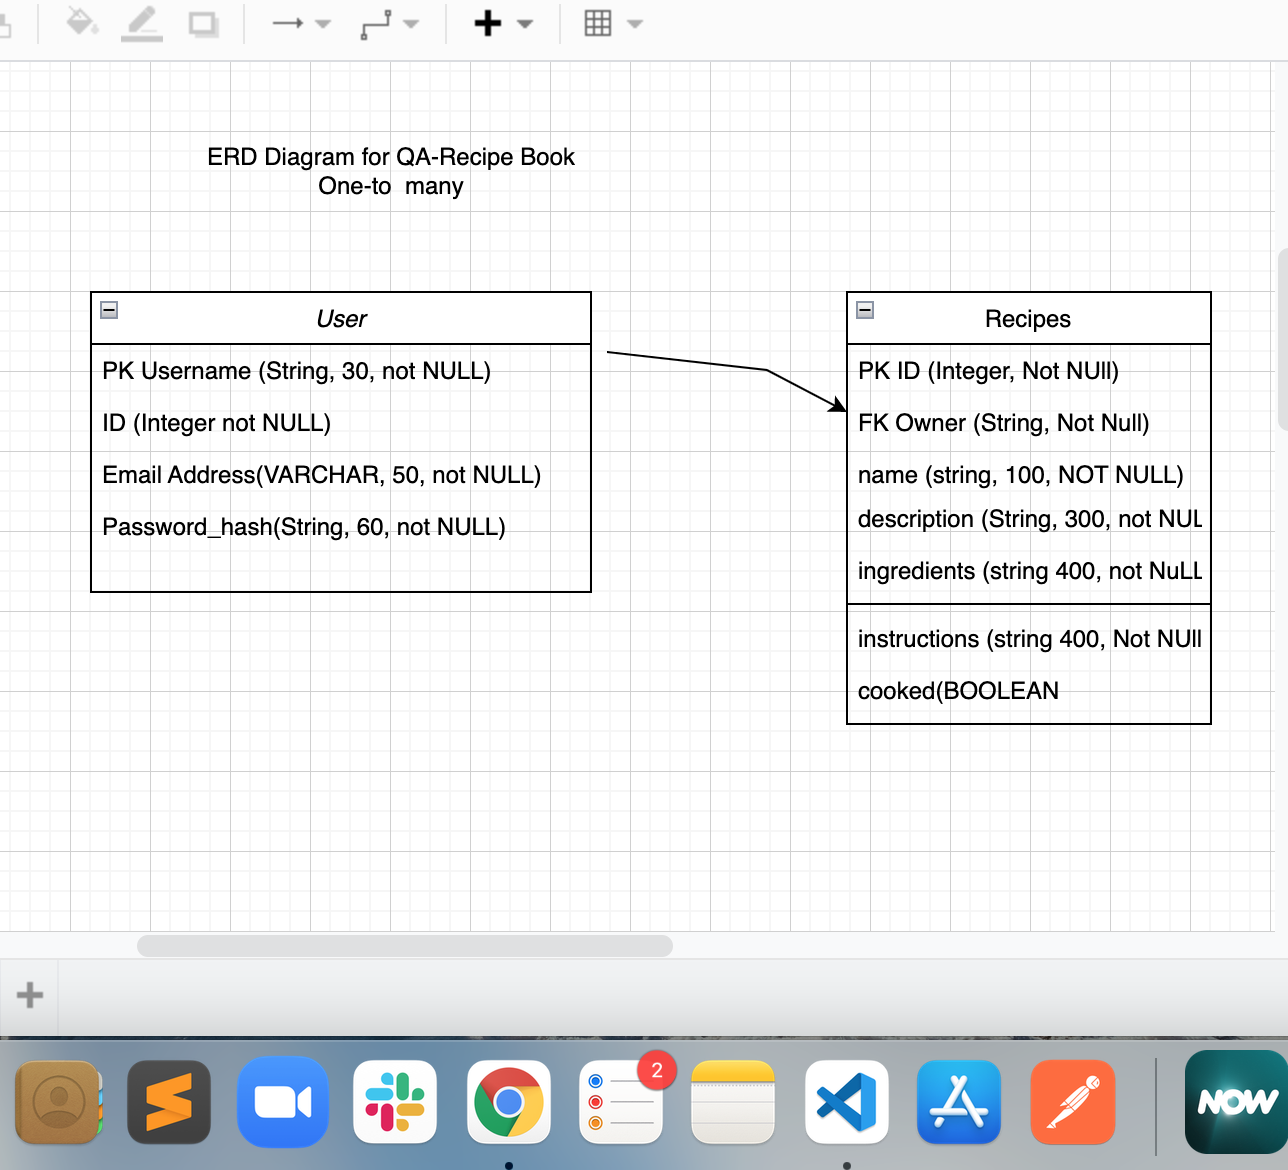 ERD Diagram for QA-Recipe Book
One-to  many
User
PK Username (String, 30, not NULL)
ID (Integer not NULL)
Email Address(VARCHAR, 50, not NULL)
Password_hash(String, 60, not NULL)
Recipes
PK ID (Integer, Not NUll)
FK Owner (String, Not Null)
name (string, 100, NOT NULL)
description (String, 300, not NUL
ingredients (string 400, not NuLL
instructions (string 400, Not NUll
cooked(BOOLEAN
2
NOW